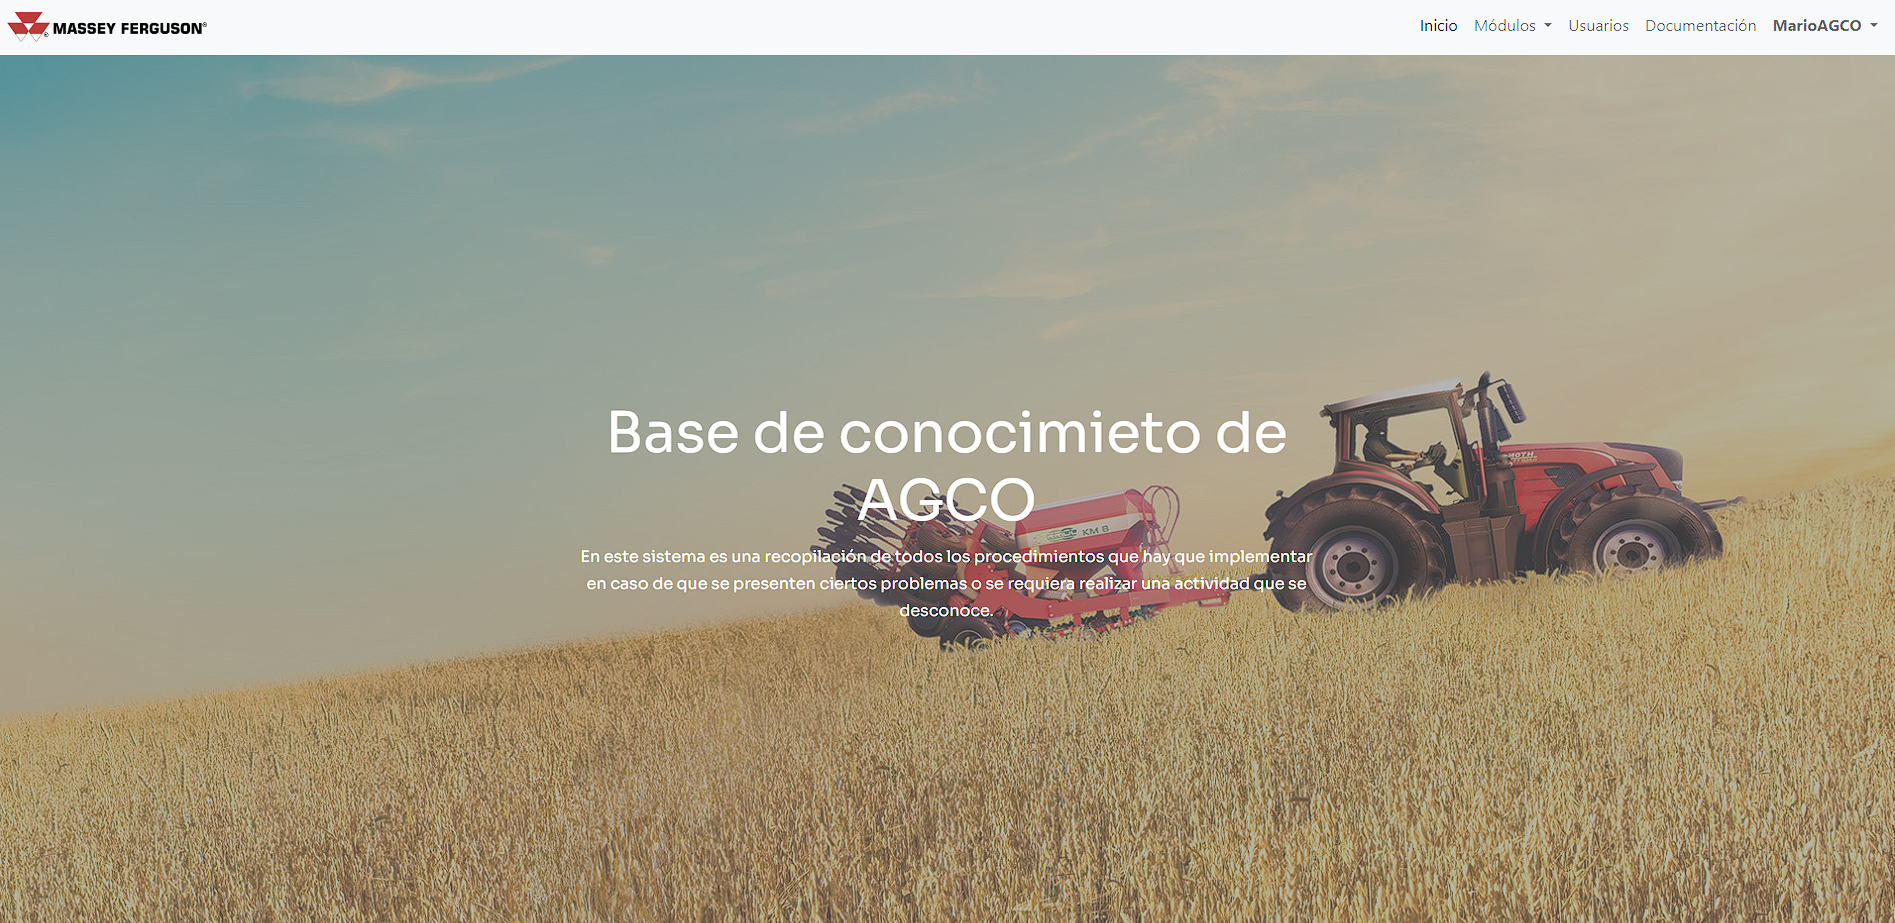 MASSEY FERGUSON®
Inicio Módulos Usuarios Documentación MarioAGCO
Base de conocimieto de
AGCO
En este sistema es una recopilación de todos los procedimientos que hay que implementar
en caso de que se presenten ciertos problemas o se requiera realizar una actividad que se
desconoce.
KM 8